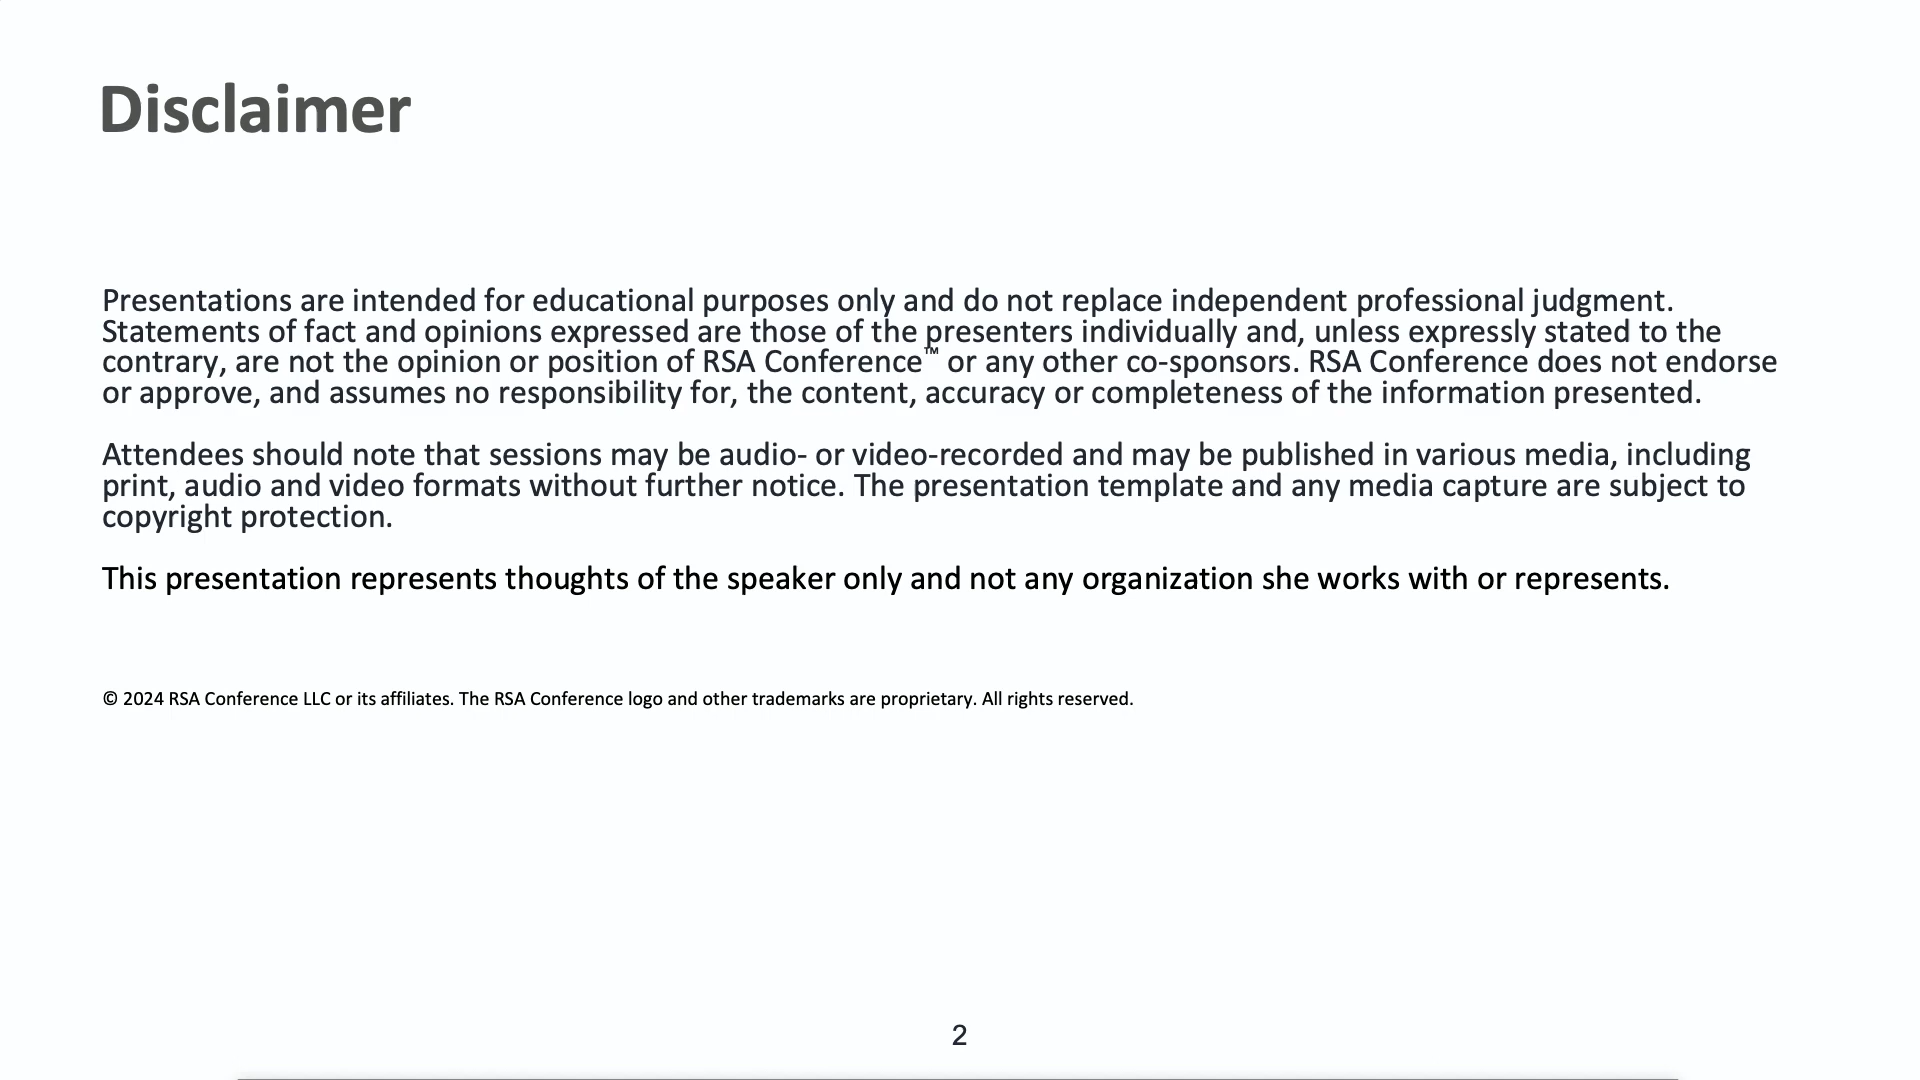 Disclaimer
Presentations are intended for educational purposes only and do not replace independent professional judgment.
Statements of fact and opinions expressed are those of the presenters individually and, unless expressly stated to the
contrary, are not the opinion or position of RSA Conference™ or any other co-sponsors. RSA Conference does not endorse
or approve, and assumes no responsibility for, the content, accuracy or completeness of the information presented.
Attendees should note that sessions may be audio- or video-recorded and may be published in various media, including
print, audio and video formats without further notice. The presentation template and any media capture are subject to
copyright protection.
This presentation represents thoughts of the speaker only and not any organization she works with or represents.
© 2024 RSA Conference LLC or its affiliates. The RSA Conference logo and other trademarks are proprietary. All rights reserved.
2